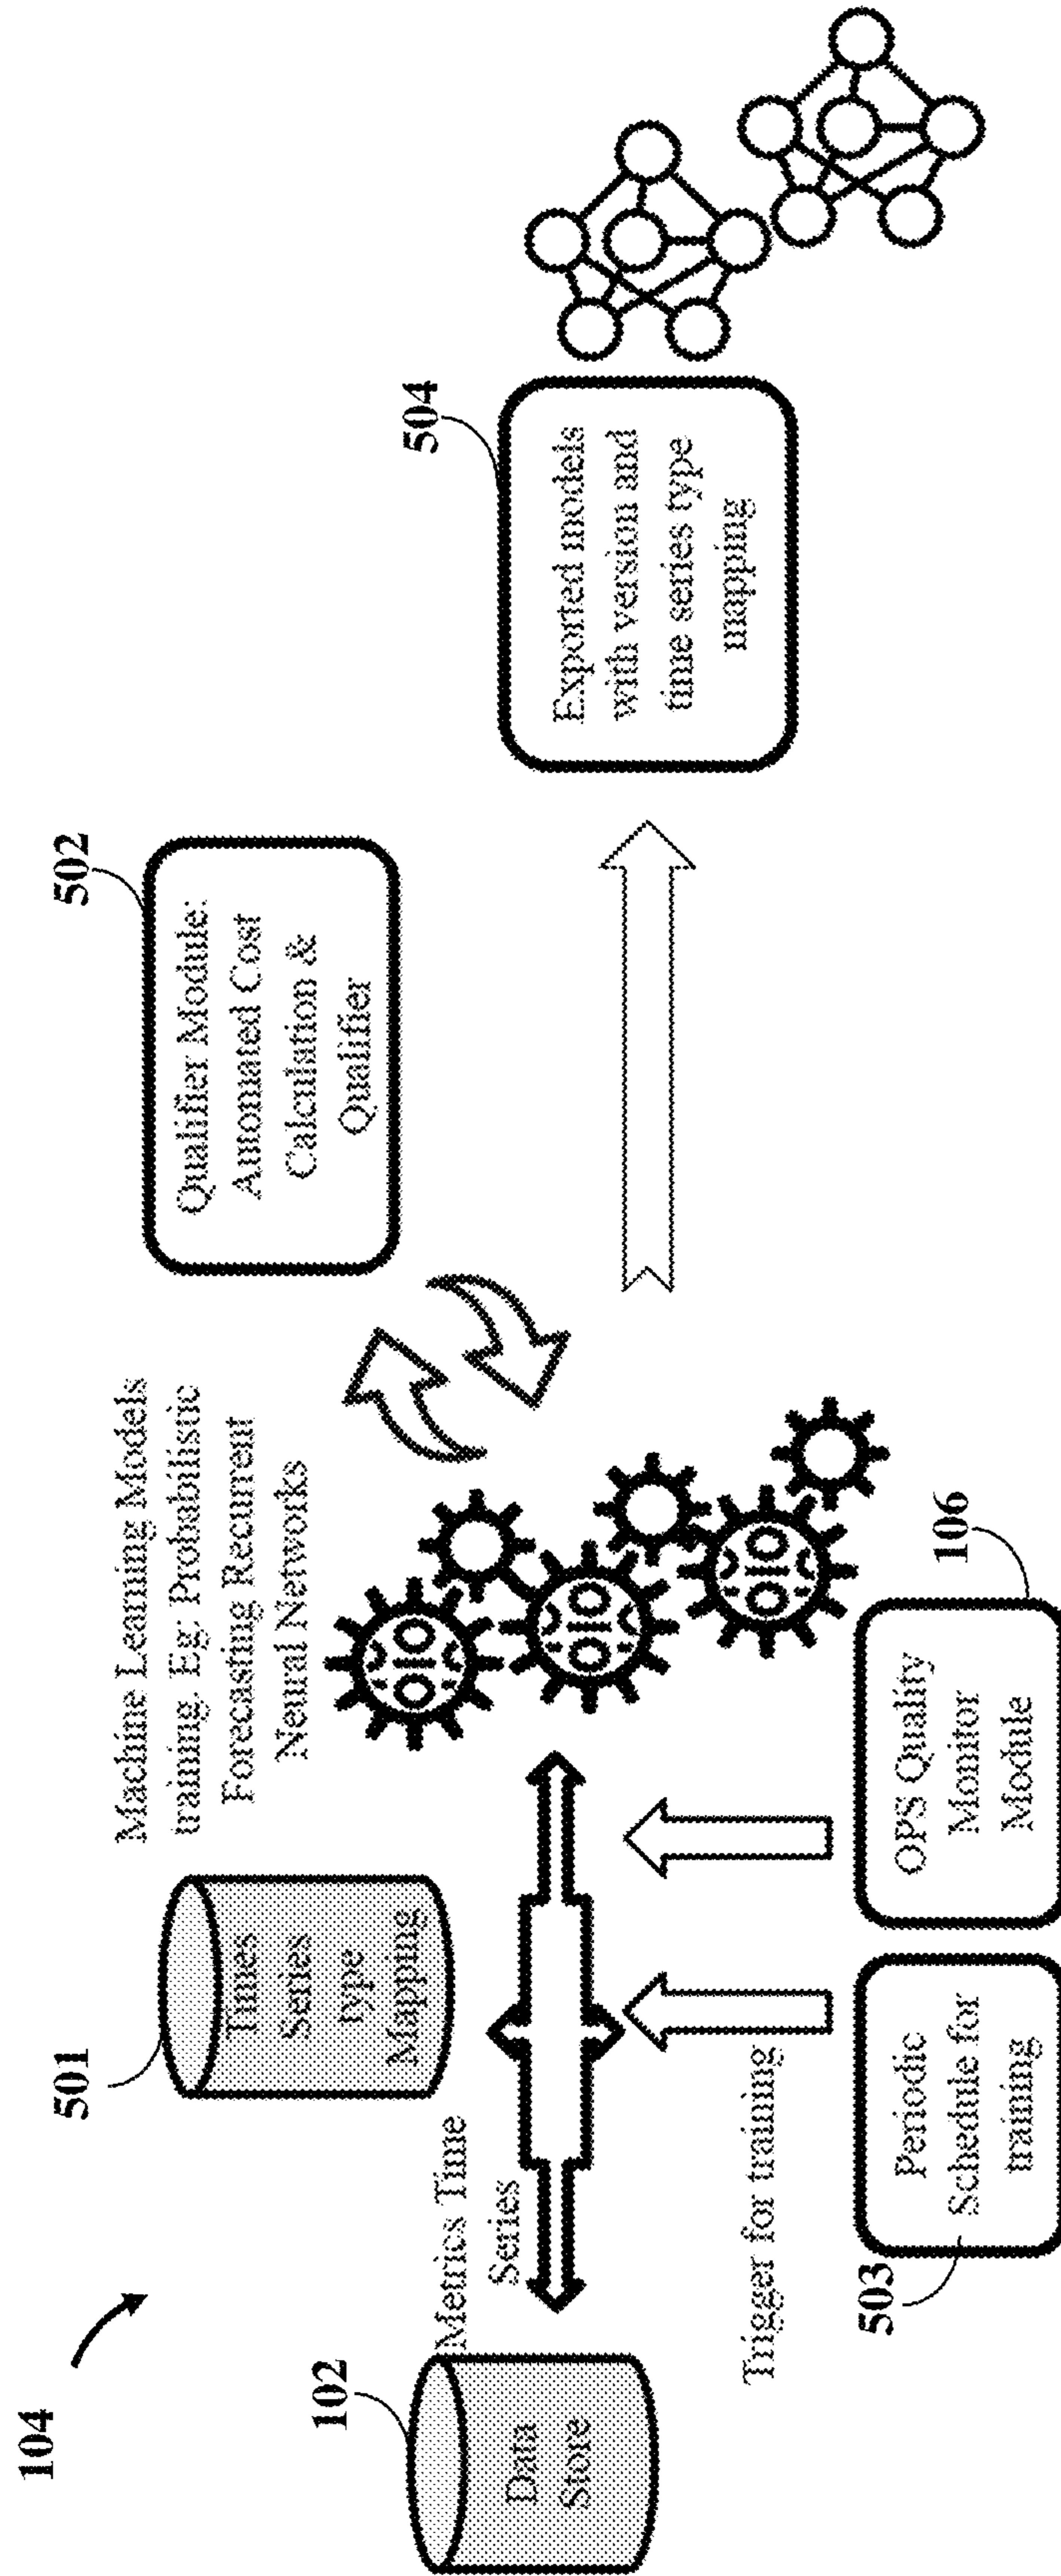 104
102
Data
Store
Metrics Time
Series
501
Times
Series
type
Mapping
Machine Learning Models
training. Eg: Probabilistic
Forecasting Recurrent
Neural Networks
502
Qualifier Module:
Automated Cost
Calculation &
Qualifier
Trigger for training
503
Periodic
Schedule for
training
OPS Quality
Monitor
Module
106
504
Exported models
with version and
time series type
mapping